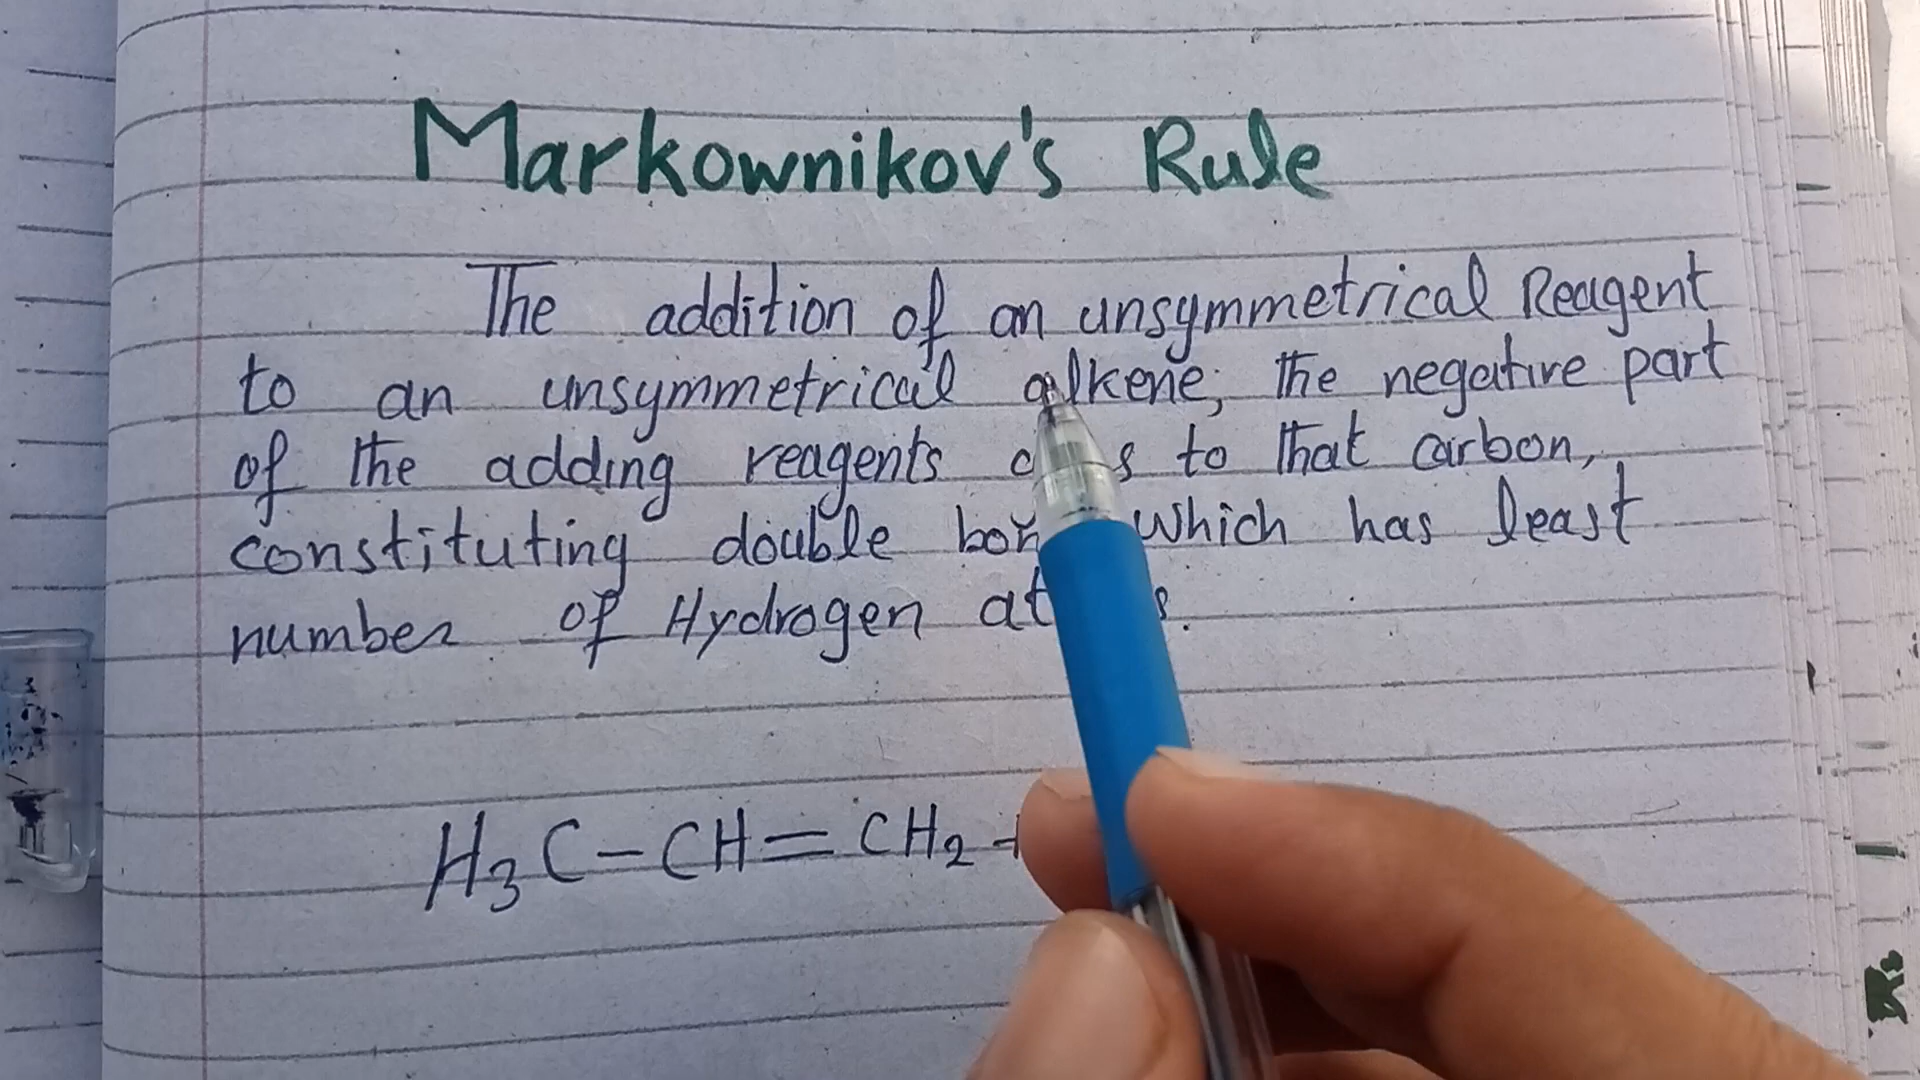 Markownikov's Rule
The addition of an unsymmetrical Reagent
to an unsymmetrical alkene, the negative part
of the adding reagents to that carbon,
constituting double which has least
number of Hydrogen
H₃C-CH=CH₂